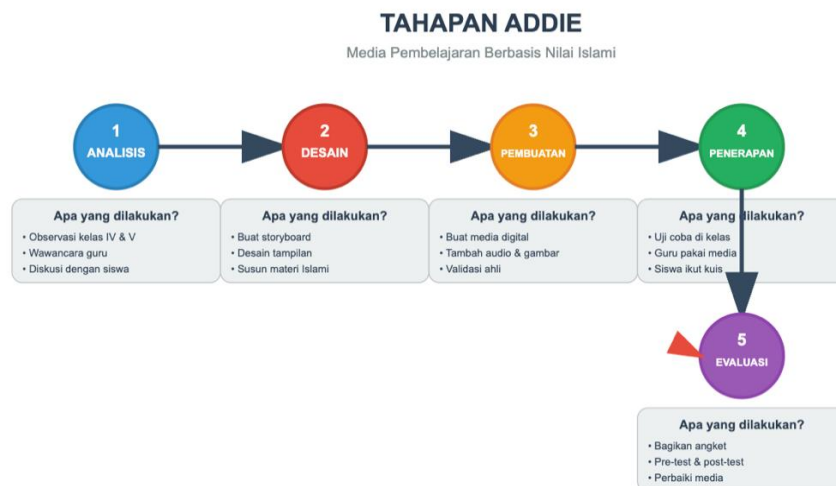 TAHAPAN ADDIE
Media Pembelajaran Berbasis Nilai Islami
1
ANALISIS
2
DESAIN
3
PEMBUATAN
4
PENERAPAN
Apa yang dilakukan?
• Observasi kelas IV & V
• Wawancara guru
• Diskusi dengan siswa
Apa yang dilakukan?
• Buat storyboard
• Desain tampilan
• Susun materi Islami
Apa yang dilakukan?
• Buat media digital
• Tambah audio & gambar
• Validasi ahli
Apa yang dilakukan?
• Uji coba di kelas
• Guru pakai media
• Siswa ikut kuis
5
EVALUASI
Apa yang dilakukan?
• Bagikan angket
• Pre-test & post-test
• Perbaiki media